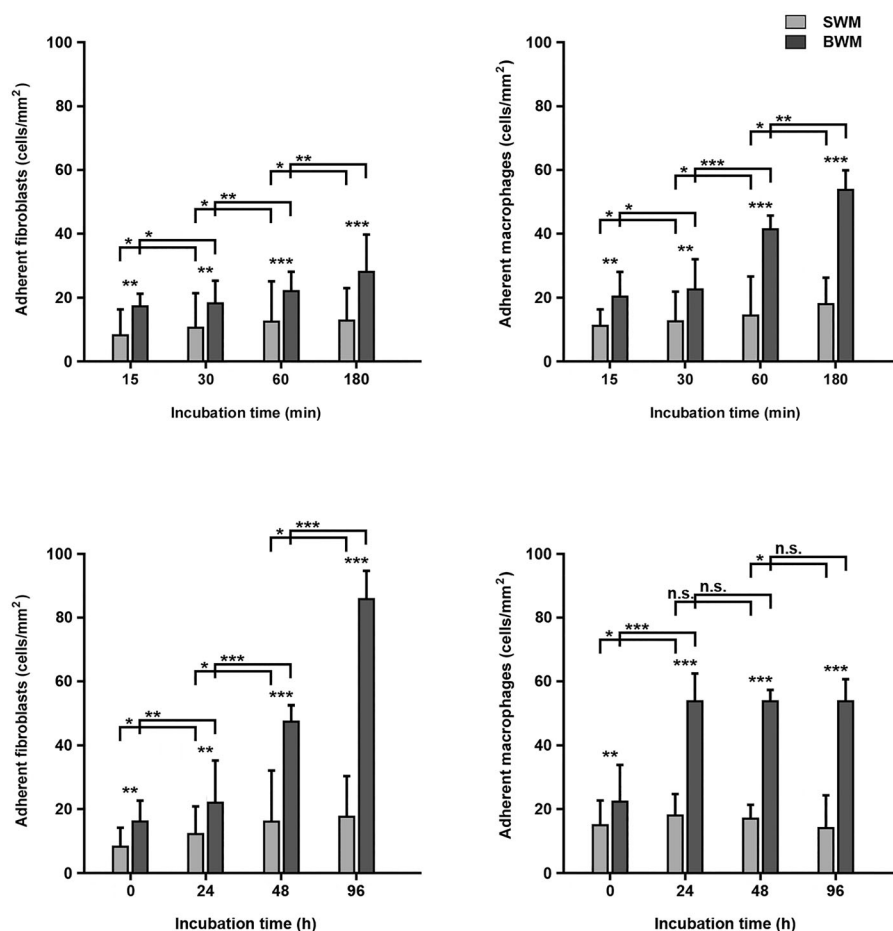 SWM
BWM
Adherent fibroblasts (cells/mm²)
100
80
60
40
20
0
* **
* **
* *
** ** *** ***
15 30 60 180
Incubation time (min)
Adherent macrophages (cells/mm²)
100
80
60
40
20
0
* **
* ***
* *
** ** *** ***
15 30 60 180
Incubation time (min)
Adherent fibroblasts (cells/mm²)
100
80
60
40
20
0
* ***
* ***
* **
** ** *** ***
0 24 48 96
Incubation time (h)
Adherent macrophages (cells/mm²)
100
80
60
40
20
0
* n.s.
n.s. n.s.
* ***
** *** *** ***
0 24 48 96
Incubation time (h)